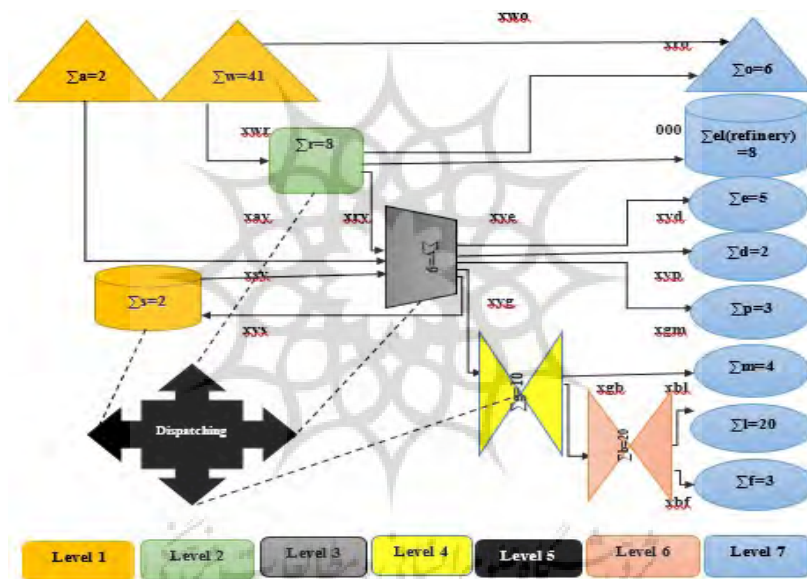 xwo
∑a=2
∑w=41
xro
∑o=6
xwr
∑r=8
000
∑el(refinery)
=8
xay
xry
xye
∑e=5
xyd
∑d=2
xsy
∑s=2
xyp
xyg
∑p=3
xys
xgm
∑m=4
∑g=10
xgb
xbl
Dispatching
∑l=20
∑b=20
∑f=3
xbf
Level 1
Level 2
Level 3
Level 4
Level 5
Level 6
Level 7